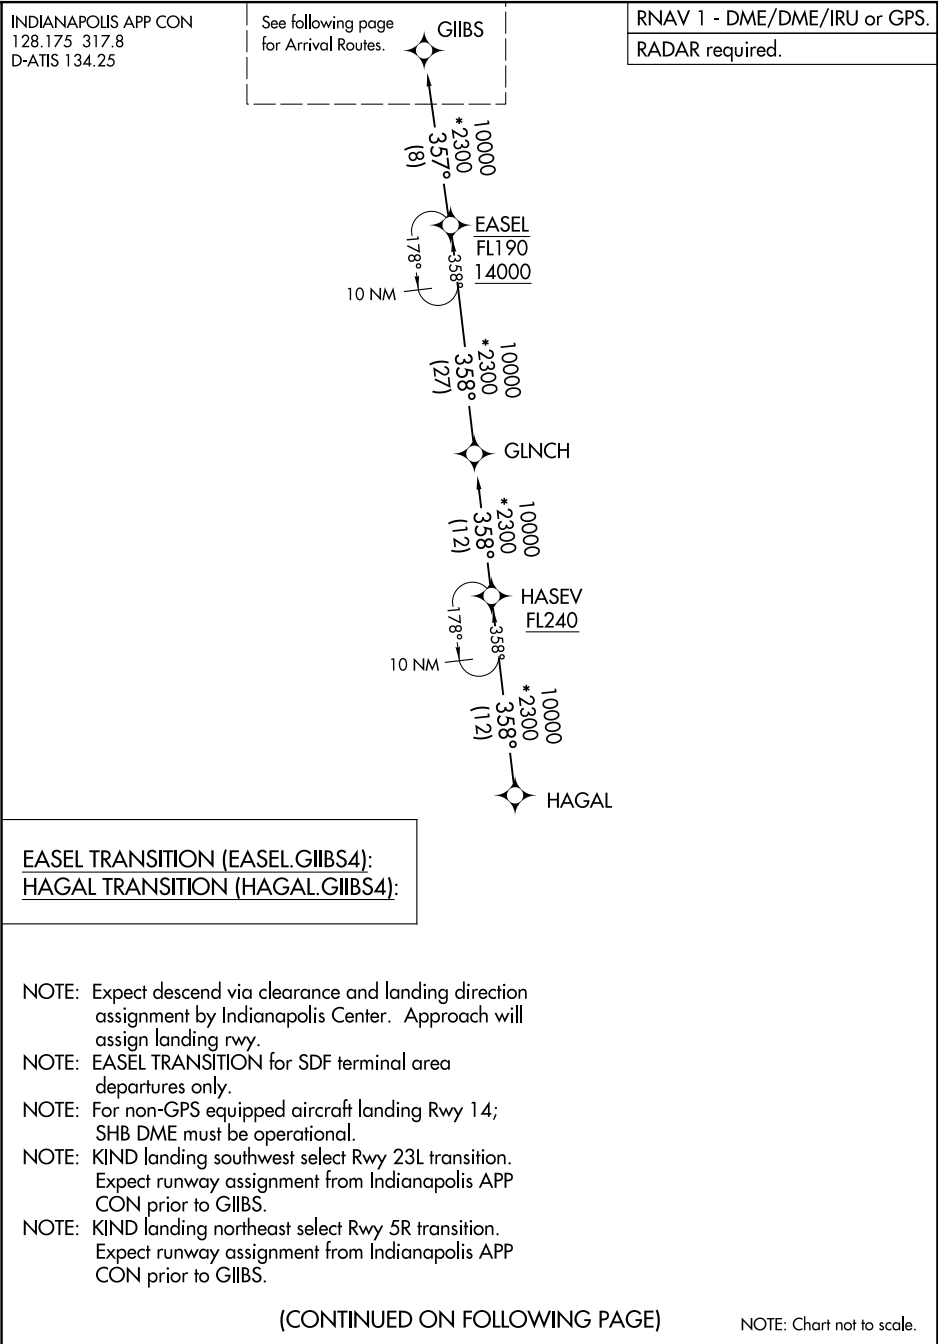 INDIANAPOLIS APP CON
128.175 317.8
D-ATIS 134.25
See following page
for Arrival Routes.
GIIBS
RNAV 1 - DME/DME/IRU or GPS.
RADAR required.
10000
*2300
357°
(8)
EASEL
FL190
14000
178°
358°
10 NM
10000
*2300
358°
(27)
GLNCH
10000
*2300
358°
(12)
HASEV
FL240
178°
358°
10 NM
10000
*2300
358°
(12)
HAGAL
EASEL TRANSITION (EASEL.GIIBS4):
HAGAL TRANSITION (HAGAL.GIIBS4):
NOTE: Expect descend via clearance and landing direction
assignment by Indianapolis Center. Approach will
assign landing rwy.
NOTE: EASEL TRANSITION for SDF terminal area
departures only.
NOTE: For non-GPS equipped aircraft landing Rwy 14;
SHB DME must be operational.
NOTE: KIND landing southwest select Rwy 23L transition.
Expect runway assignment from Indianapolis APP
CON prior to GIIBS.
NOTE: KIND landing northeast select Rwy 5R transition.
Expect runway assignment from Indianapolis APP
CON prior to GIIBS.
(CONTINUED ON FOLLOWING PAGE)
NOTE: Chart not to scale.